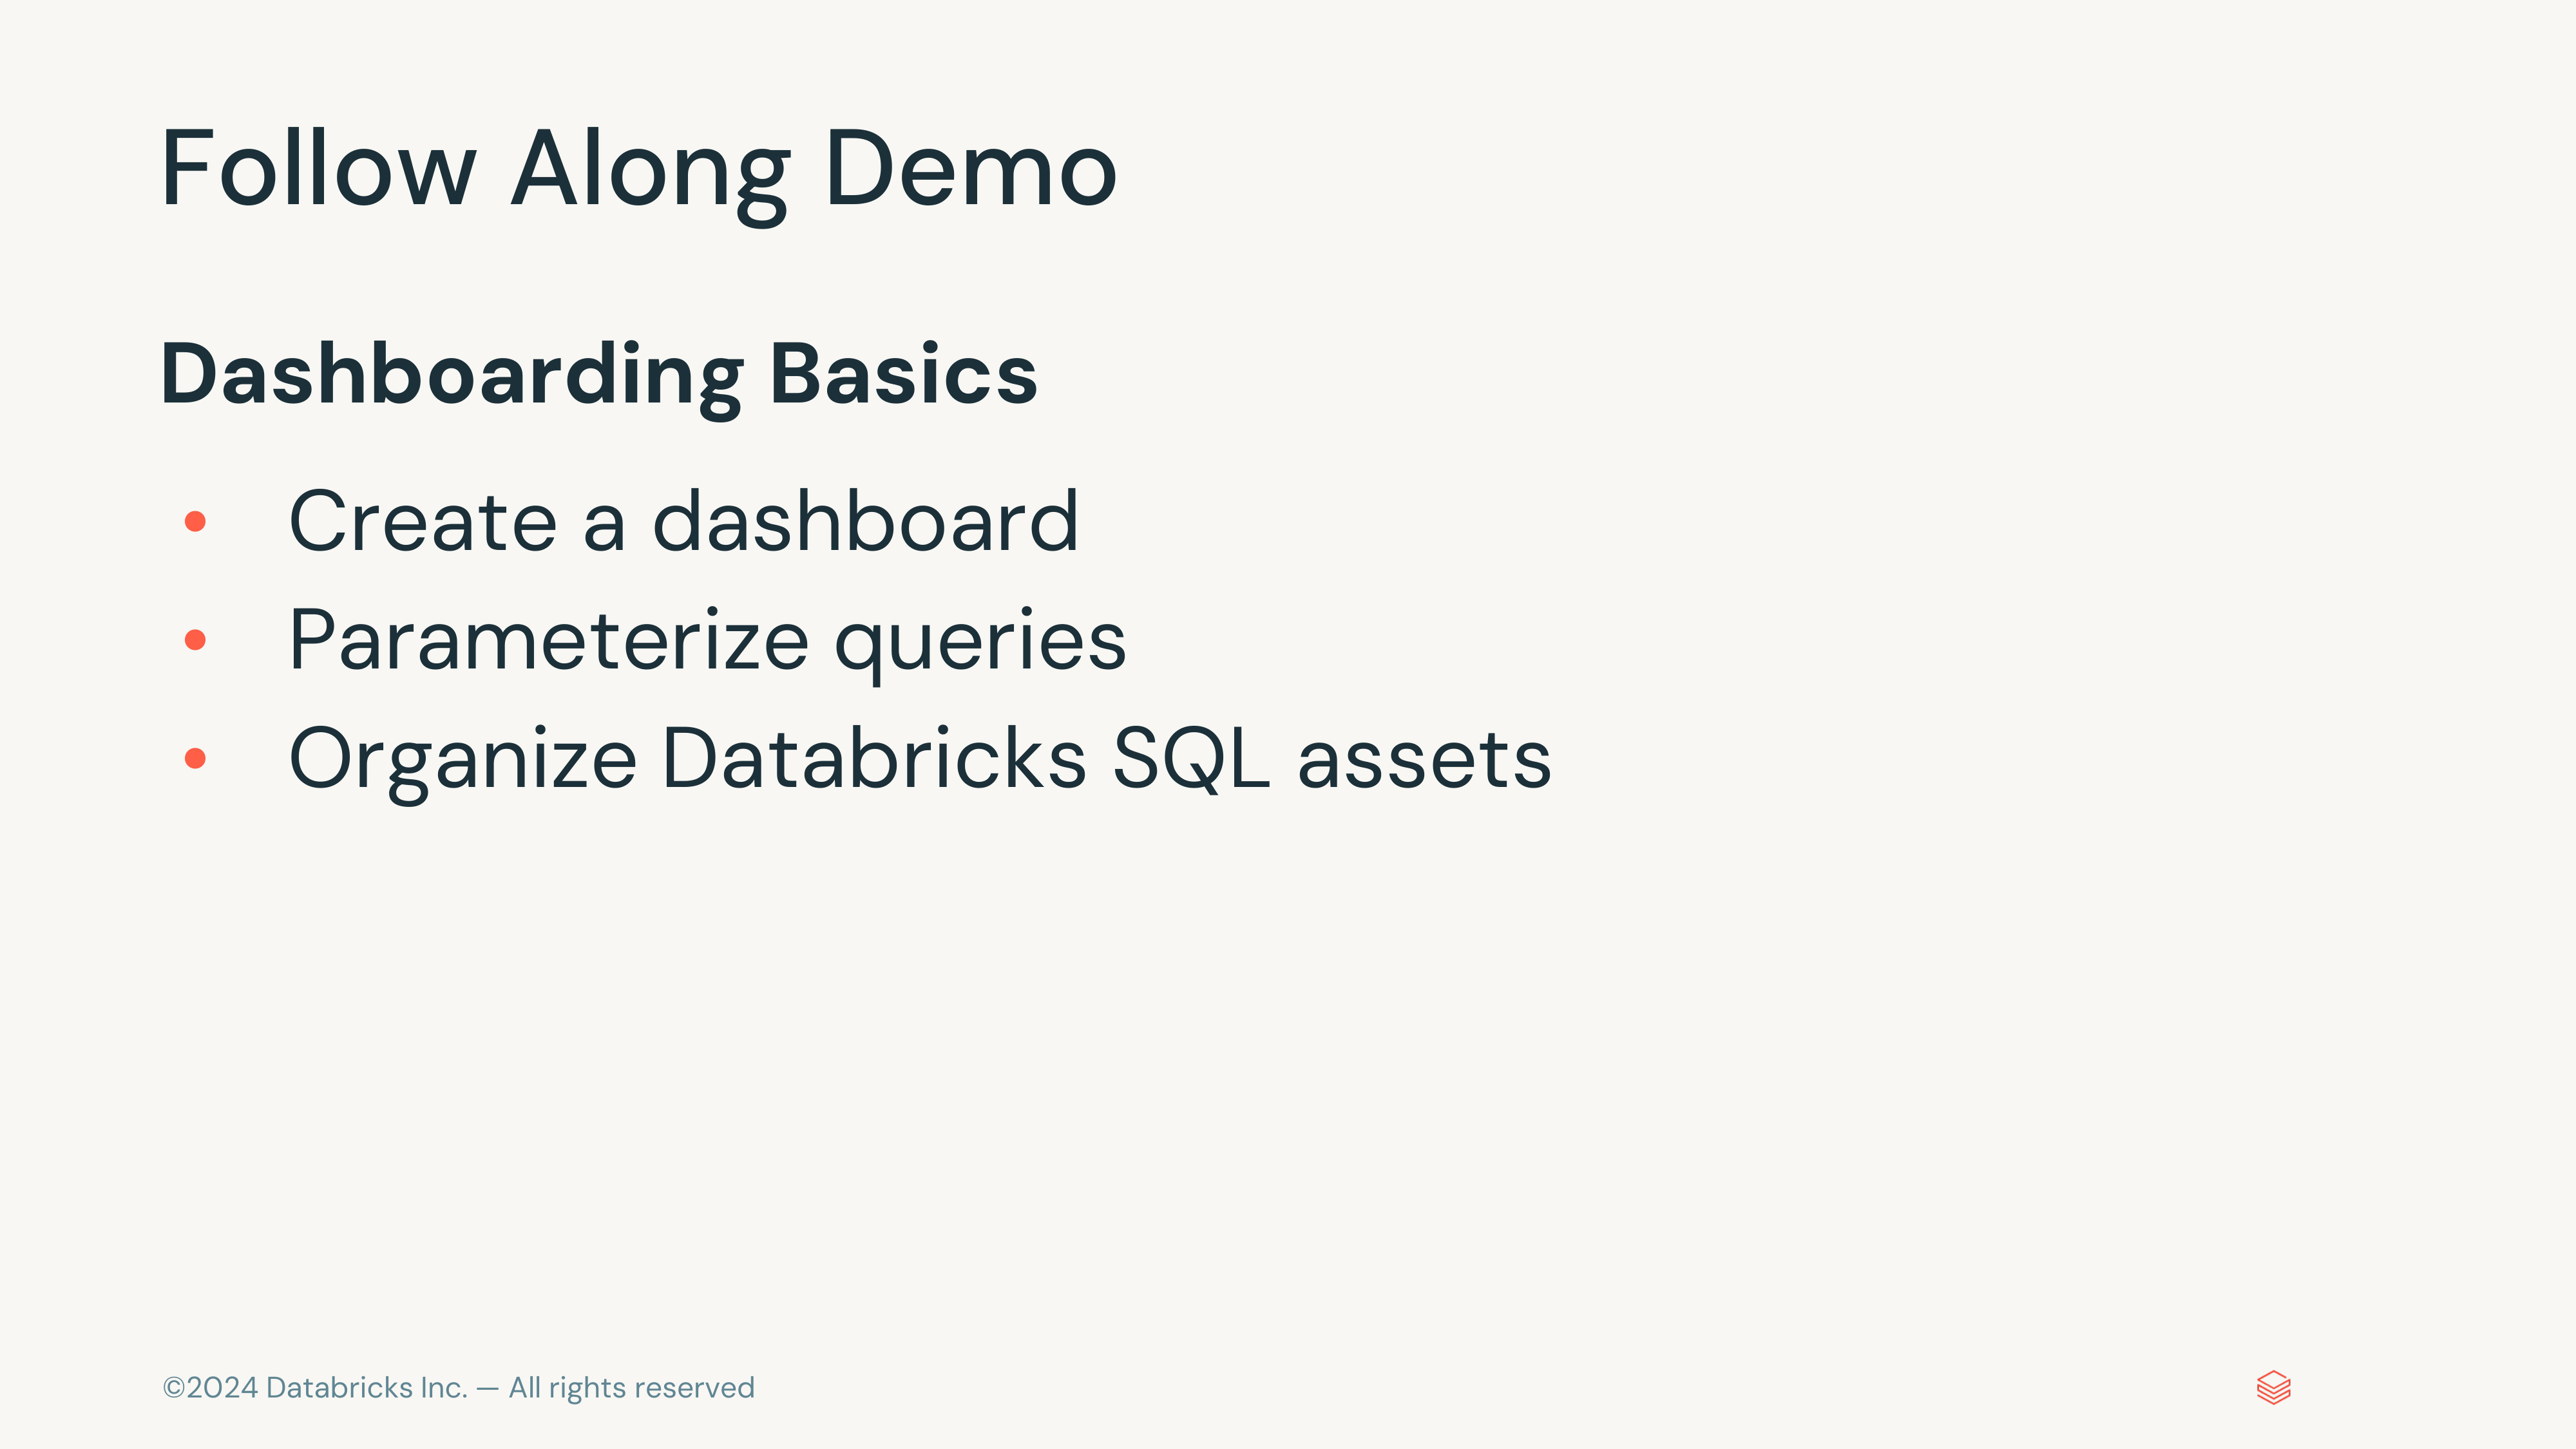 Follow Along Demo
Dashboarding Basics
• Create a dashboard
• Parameterize queries
• Organize Databricks SQL assets
©2024 Databricks Inc. — All rights reserved